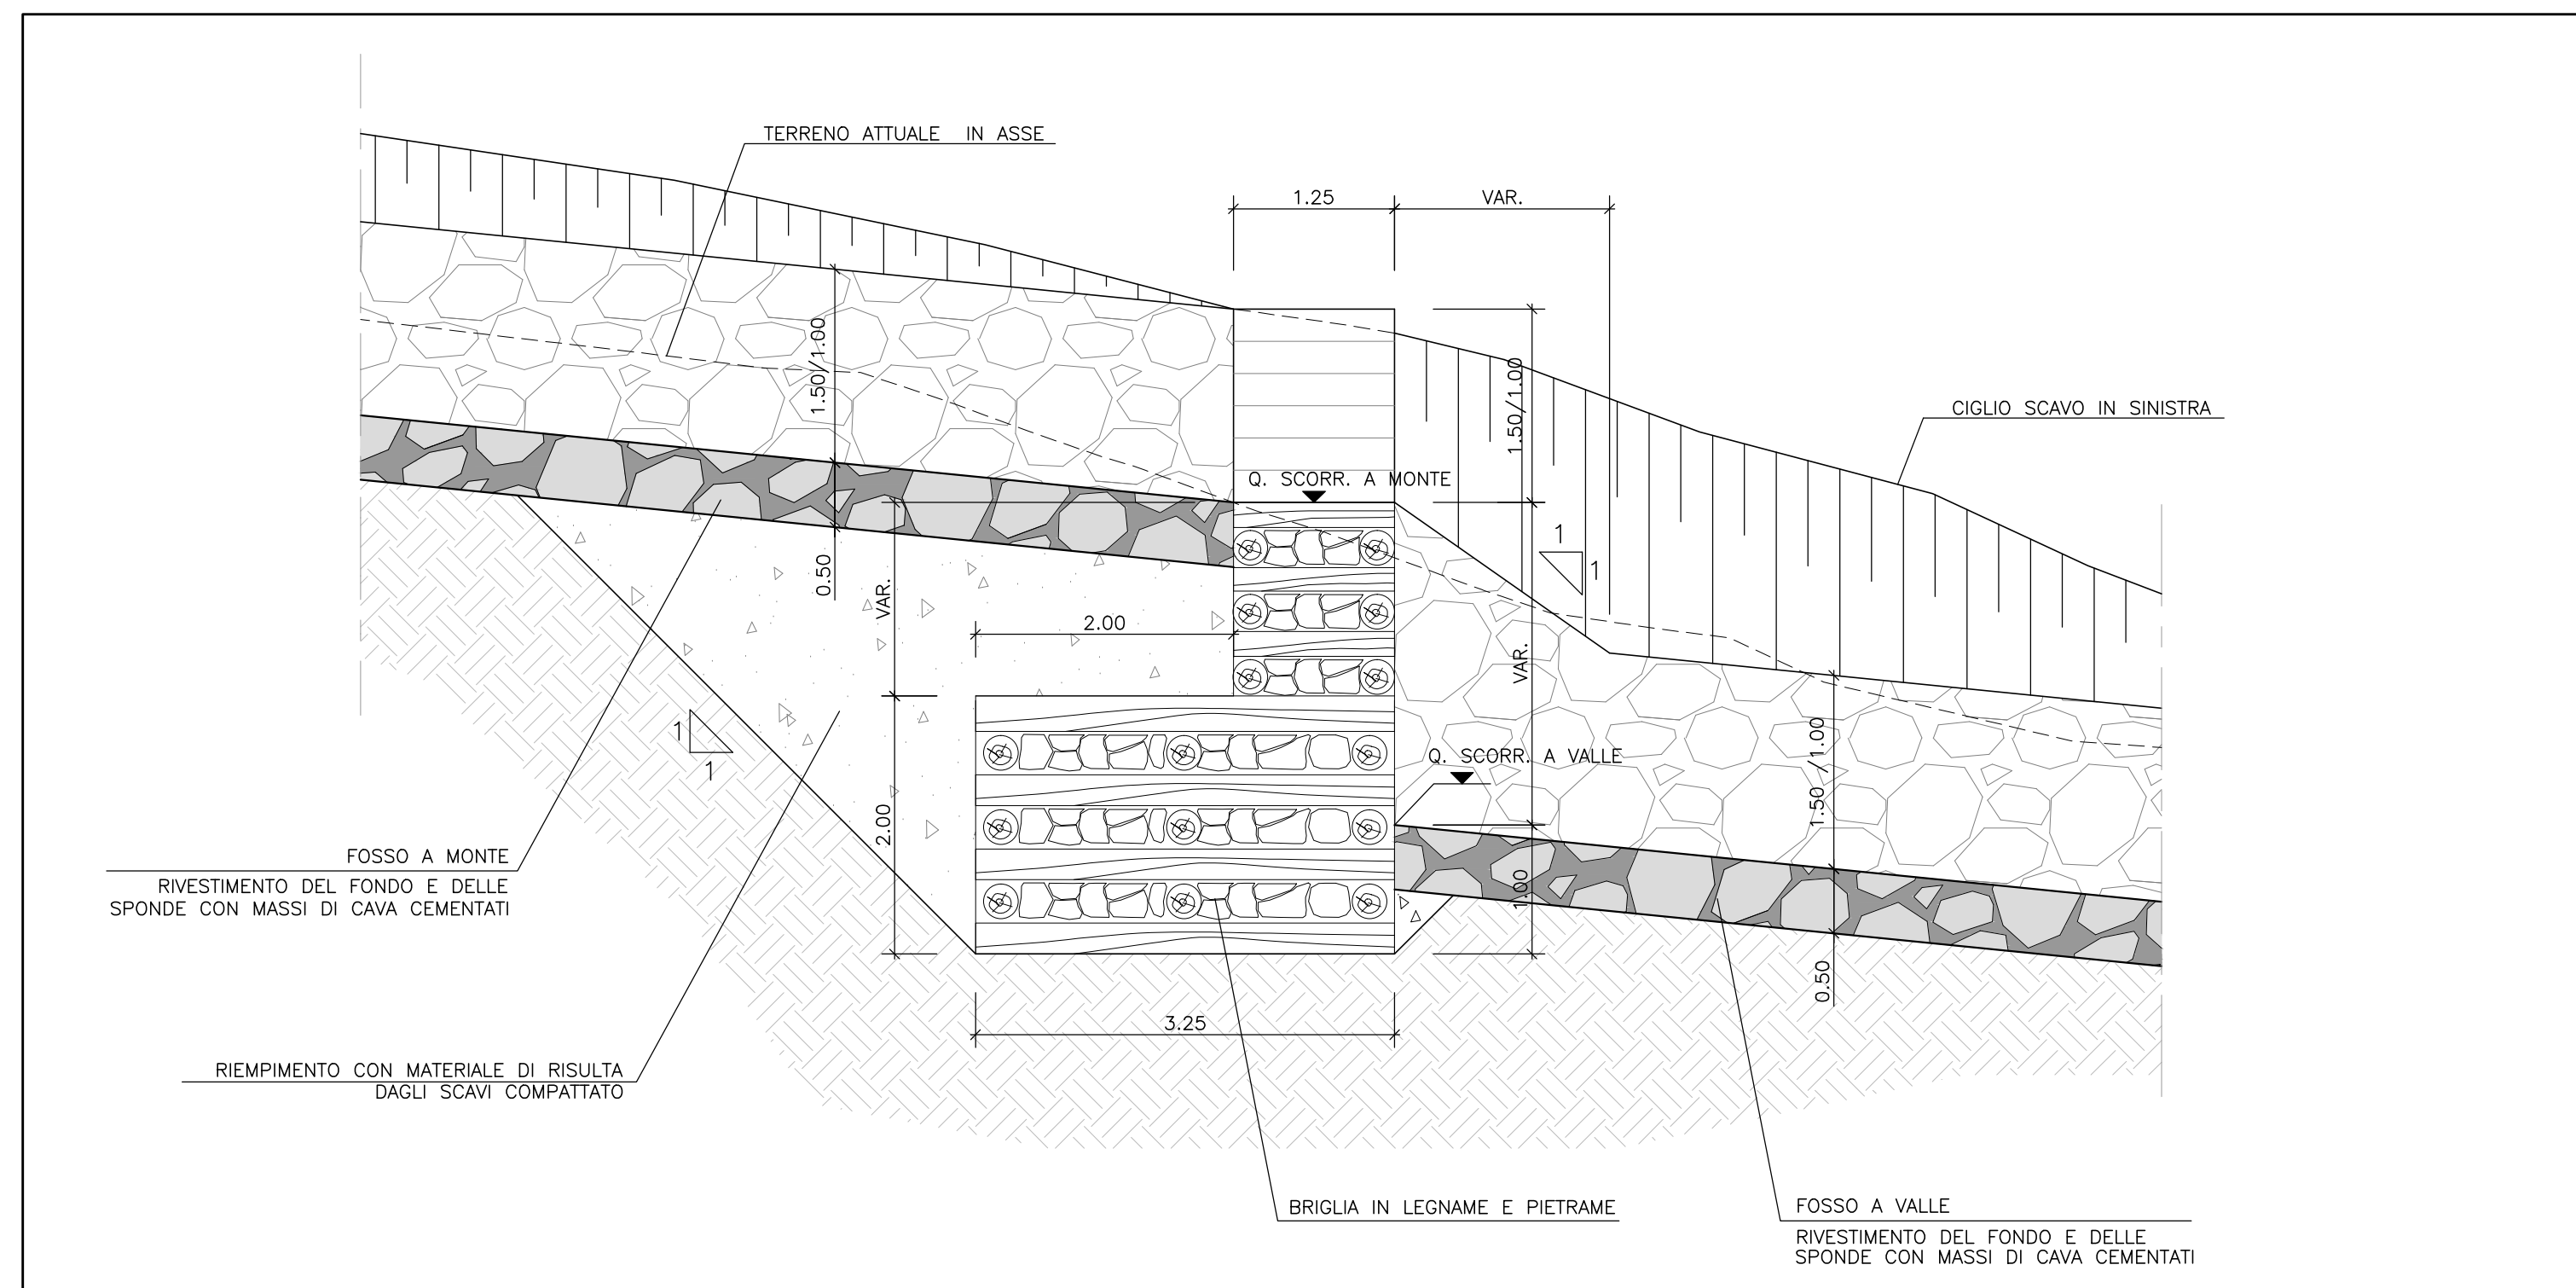 TERRENO ATTUALE IN ASSE
1.25
VAR.
1.50/1.00
1.50/1.00
CIGLIO SCAVO IN SINISTRA
Q. SCORR. A MONTE
1
1
0.50
VAR.
2.00
VAR.
1
1
Q. SCORR. A VALLE
1.50 /1.00
2.00
1.00
FOSSO A MONTE
RIVESTIMENTO DEL FONDO E DELLE
SPONDE CON MASSI DI CAVA CEMENTATI
0.50
3.25
RIEMPIMENTO CON MATERIALE DI RISULTA
DAGLI SCAVI COMPATTATO
BRIGLIA IN LEGNAME E PIETRAME
FOSSO A VALLE
RIVESTIMENTO DEL FONDO E DELLE
SPONDE CON MASSI DI CAVA CEMENTATI